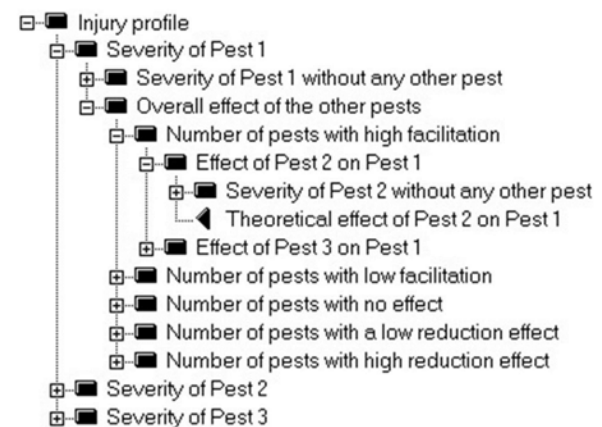 Injury profile
Severity of Pest 1
Severity of Pest 1 without any other pest
Overall effect of the other pests
Number of pests with high facilitation
Effect of Pest 2 on Pest 1
Severity of Pest 2 without any other pest
Theoretical effect of Pest 2 on Pest 1
Effect of Pest 3 on Pest 1
Number of pests with low facilitation
Number of pests with no effect
Number of pests with a low reduction effect
Number of pests with high reduction effect
Severity of Pest 2
Severity of Pest 3